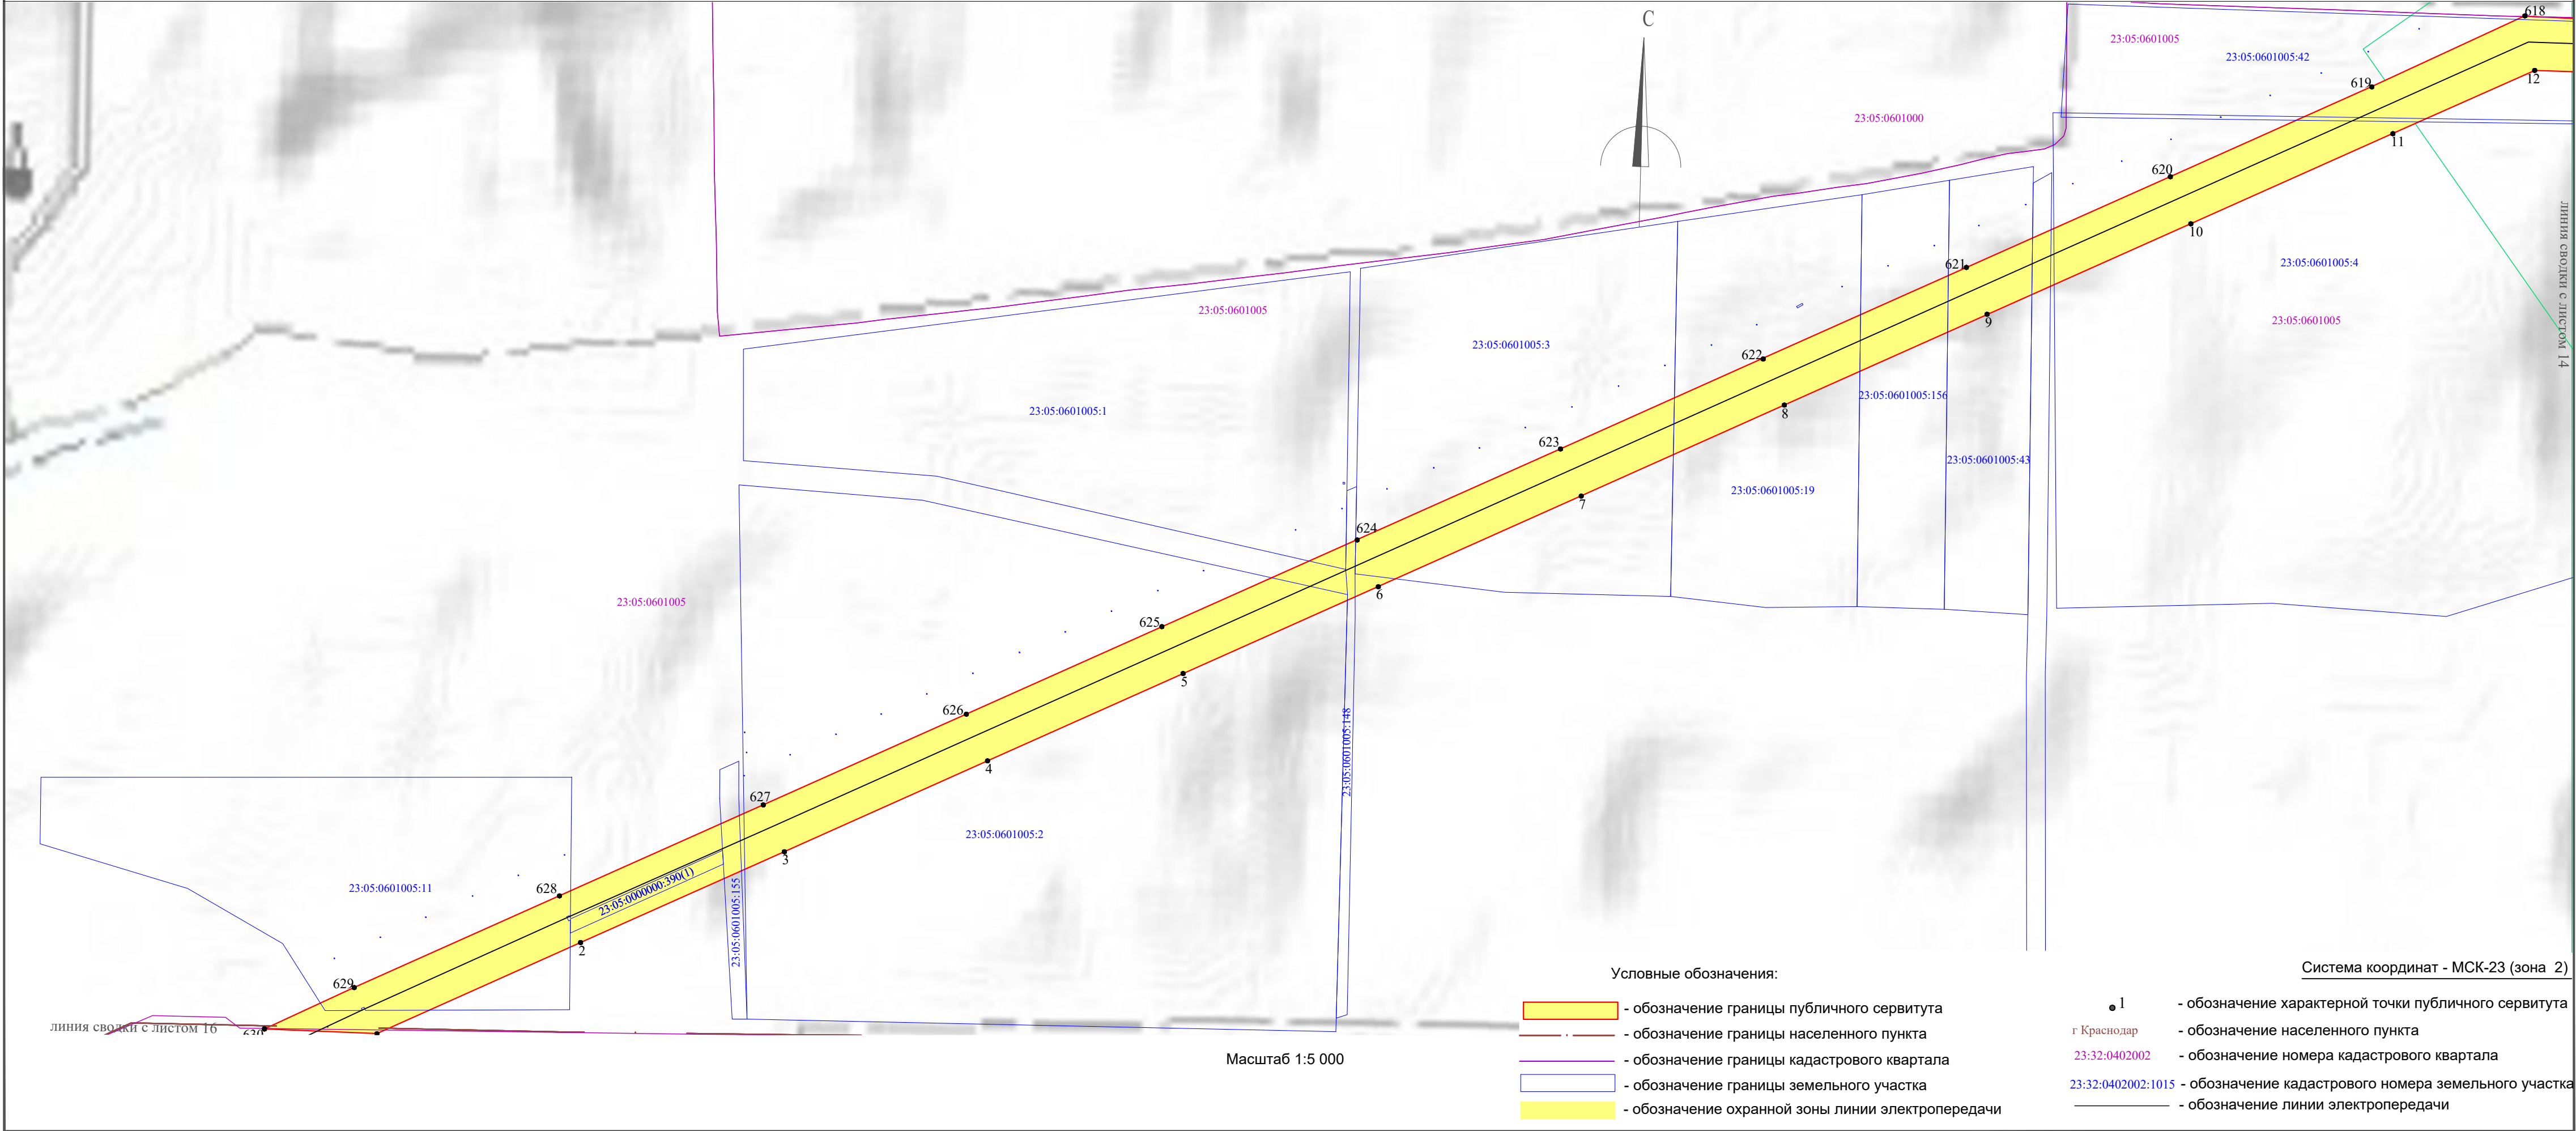 С
618
23:05:0601005
23:05:0601005:42
12
619
23:05:0601000
11
620
10
линия сводки с листом 14
621
23:05:0601005:4
23:05:0601005
23:05:0601005
9
23:05:0601005:3
622
23:05:0601005:156
23:05:0601005:1
8
623
23:05:0601005:43
23:05:0601005:19
7
624
6
23:05:0601005
625
5
626
23:05:0601005:148
4
627
23:05:0601005:2
3
23:05:0601005:11
628
23:05:0000000:390(1)
23:05:0601005:155
2
629
630
линия сводки с листом 16
Масштаб 1:5 000
Условные обозначения:
- обозначение границы публичного сервитута
- обозначение границы населенного пункта
- обозначение границы кадастрового квартала
- обозначение границы земельного участка
- обозначение охранной зоны линии электропередачи
Система координат - МСК-23 (зона 2)
1 - обозначение характерной точки публичного сервитута
г Краснодар - обозначение населенного пункта
23:32:0402002 - обозначение номера кадастрового квартала
23:32:0402002:1015 - обозначение кадастрового номера земельного участка
- обозначение линии электропередачи